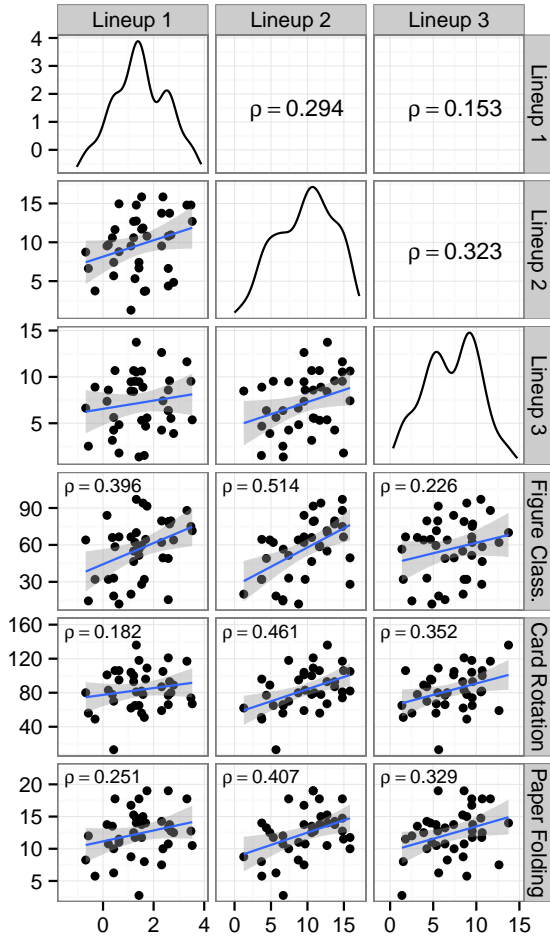 Lineup 1 Lineup 2 Lineup 3
4
3
2
1
0
ρ = 0.294 ρ = 0.153
Lineup 1
15
10
5
ρ = 0.323
Lineup 2
15
10
5
Lineup 3
90
60
30
ρ = 0.396 ρ = 0.514 ρ = 0.226
Figure Class.
160
120
80
40
ρ = 0.182 ρ = 0.461 ρ = 0.352
Card Rotation
20
15
10
5
ρ = 0.251 ρ = 0.407 ρ = 0.329
Paper Folding
0 2 4 0 5 10 15 0 5 10 15